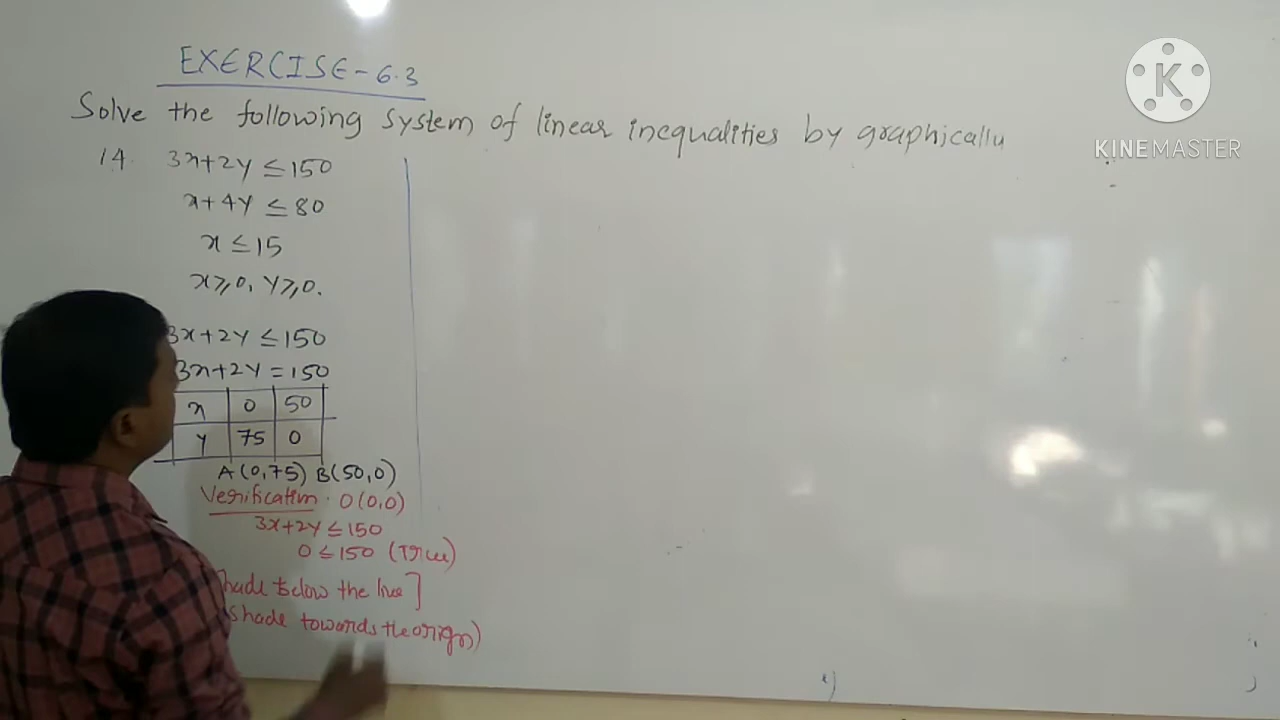 EXERCISE-6.3
Solve the following system of linear inequalities by graphically
14. 3x+2y ≤ 150
x+4y ≤ 80
x ≤ 15
x ≥ 0, y ≥ 0.
3x+2y ≤ 150
3x+2y = 150
x 0 50
y 75 0
A(0,75) B(50,0)
Verification. O(0,0)
3x+2y ≤ 150
0 ≤ 150 (True)
hade below the line]
shade towards the origin)
K
KINEMASTER